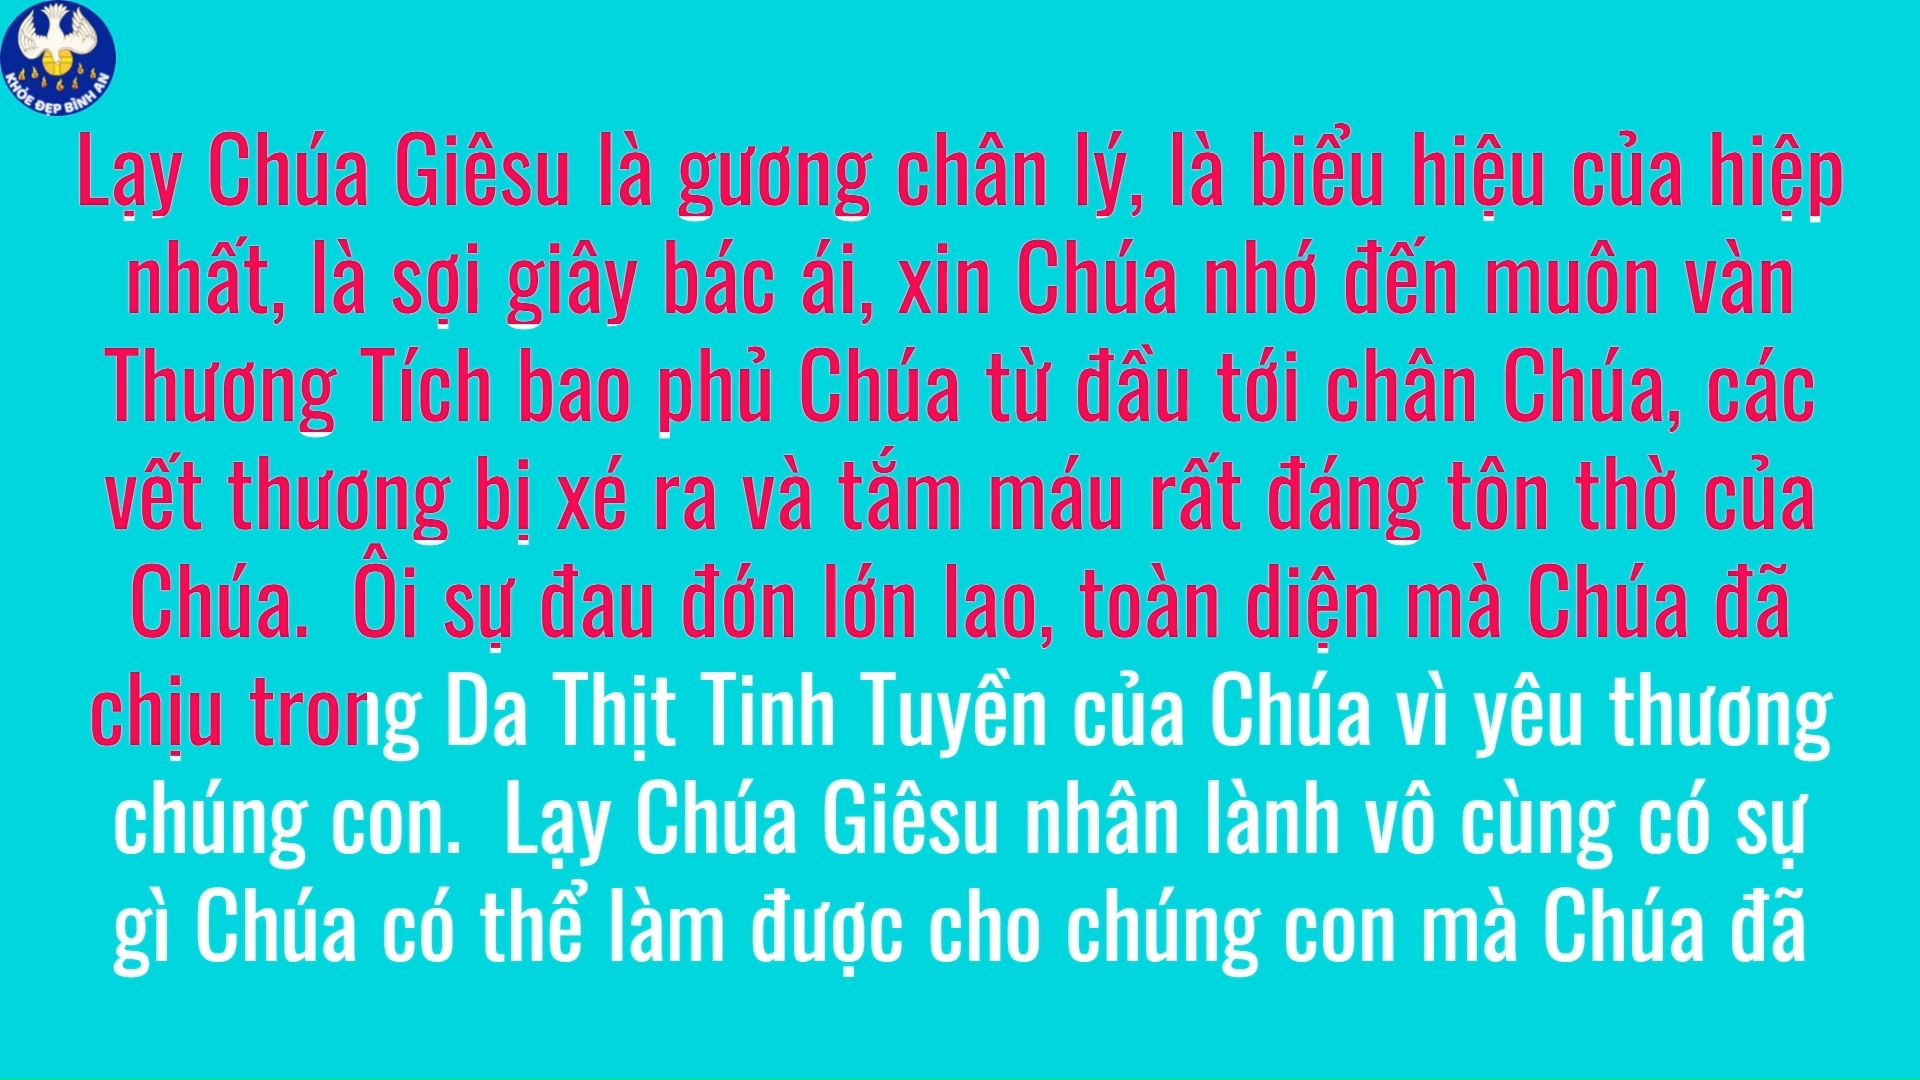 KHỎE ĐẸP BÌNH AN
Lạy Chúa Giêsu là gương chân lý, là biểu hiệu của hiệp
nhất, là sợi giây bác ái, xin Chúa nhớ đến muôn vàn
Thương Tích bao phủ Chúa từ đầu tới chân Chúa, các
vết thương bị xé ra và tắm máu rất đáng tôn thờ của
Chúa.  Ôi sự đau đớn lớn lao, toàn diện mà Chúa đã
chịu trong Da Thịt Tinh Tuyền của Chúa vì yêu thương
chúng con.  Lạy Chúa Giêsu nhân lành vô cùng có sự
gì Chúa có thể làm được cho chúng con mà Chúa đã